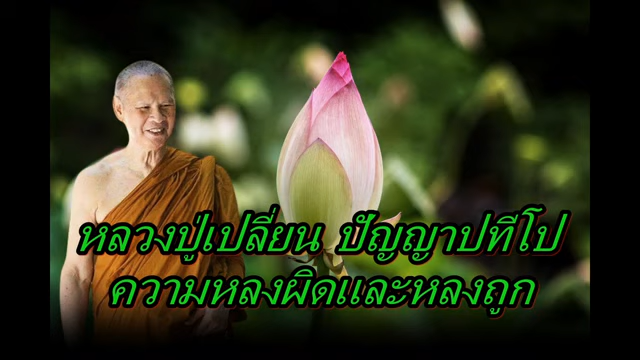 หลวงปู่เปลี่ยน ปัญญาปทีโป
ความหลงผิดและหลงถูก